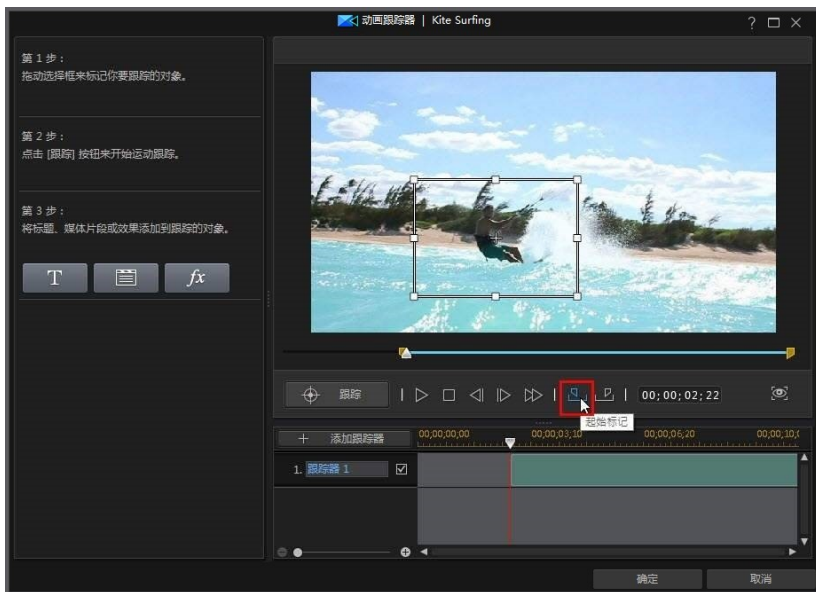 动画跟踪器 | Kite Surfing
第 1 步：
拖动选择框来标记你要跟踪的对象。
第 2 步：
点击 [跟踪] 按钮来开始运动跟踪。
第 3 步：
将标题、媒体片段或效果添加到跟踪的对象。
T fx
跟踪
00;00;02;22
起始标记
添加跟踪器
00;00;00;00 00;00;03;10 00;00;06;20 00;00;10;(
1. 跟踪器 1
确定 取消